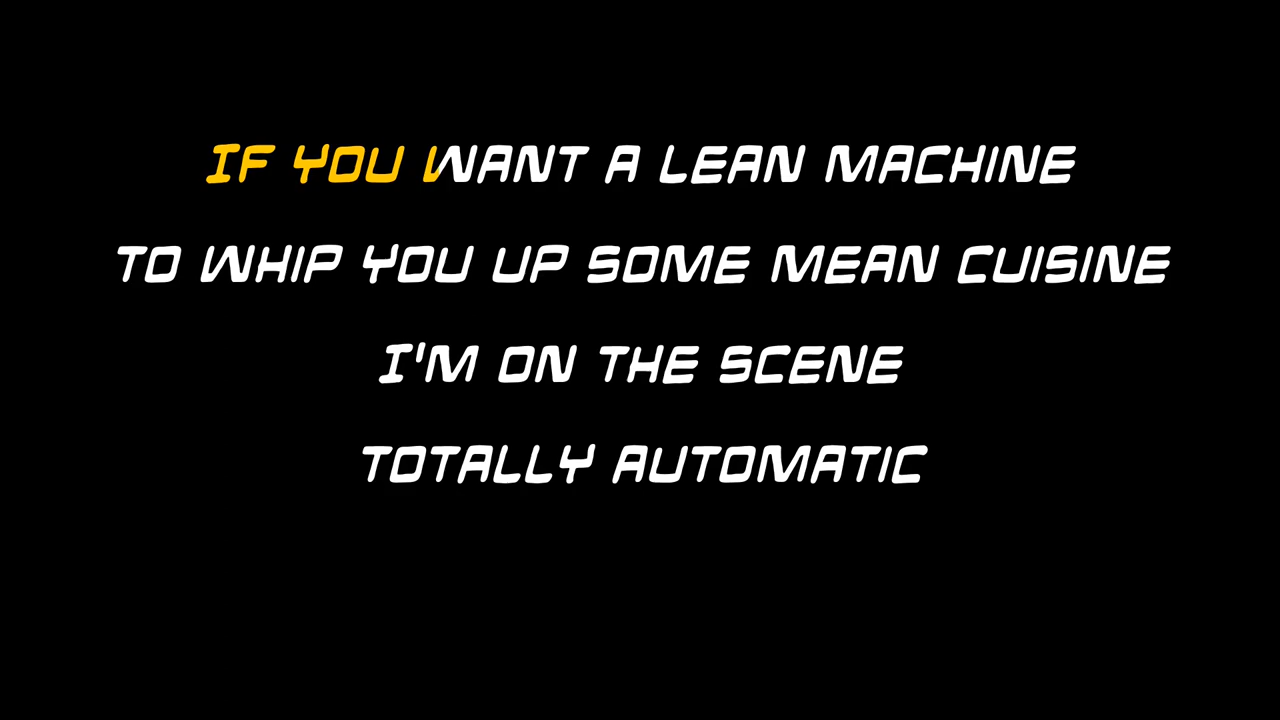 IF YOU WANT A LEAN MACHINE
TO WHIP YOU UP SOME MEAN CUISINE
I'M ON THE SCENE
TOTALLY AUTOMATIC